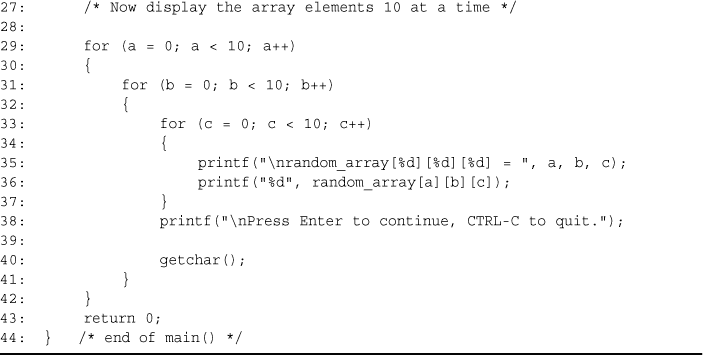 27:      /* Now display the array elements 10 at a time */
28:
29:      for (a = 0; a < 10; a++)
30:      {
31:          for (b = 0; b < 10; b++)
32:          {
33:              for (c = 0; c < 10; c++)
34:              {
35:                  printf("\nrandom_array[%d][%d][%d] = ", a, b, c);
36:                  printf("%d", random_array[a][b][c]);
37:              }
38:              printf("\nPress Enter to continue, CTRL-C to quit.");
39:
40:              getchar();
41:          }
42:      }
43:      return 0;
44:  }   /* end of main() */